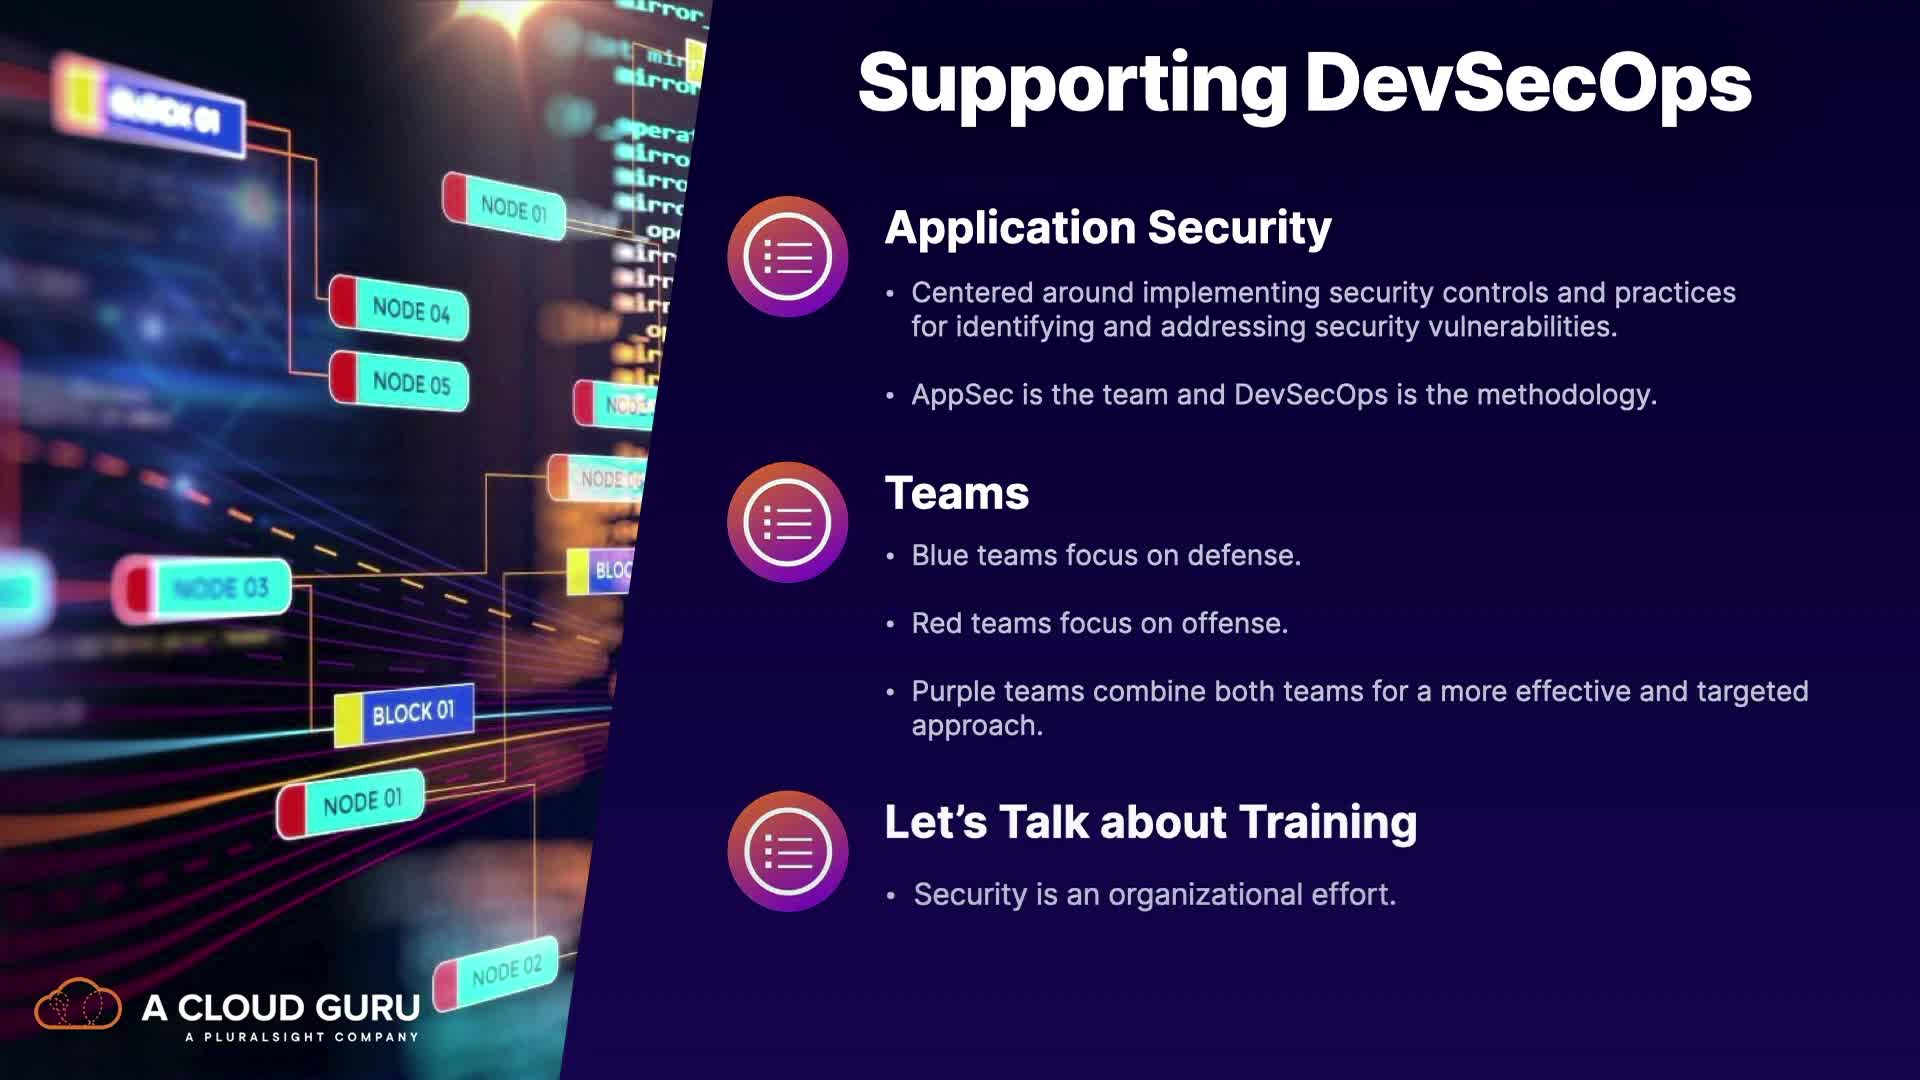 Supporting DevSecOps
Application Security
• Centered around implementing security controls and practices
for identifying and addressing security vulnerabilities.
• AppSec is the team and DevSecOps is the methodology.
Teams
• Blue teams focus on defense.
• Red teams focus on offense.
• Purple teams combine both teams for a more effective and targeted
approach.
Let’s Talk about Training
• Security is an organizational effort.
BLOCK 01
NODE 01
NODE 04
NODE 05
NODE 03
BLOCK 01
NODE 01
NODE 02
A CLOUD GURU
A PLURALSIGHT COMPANY